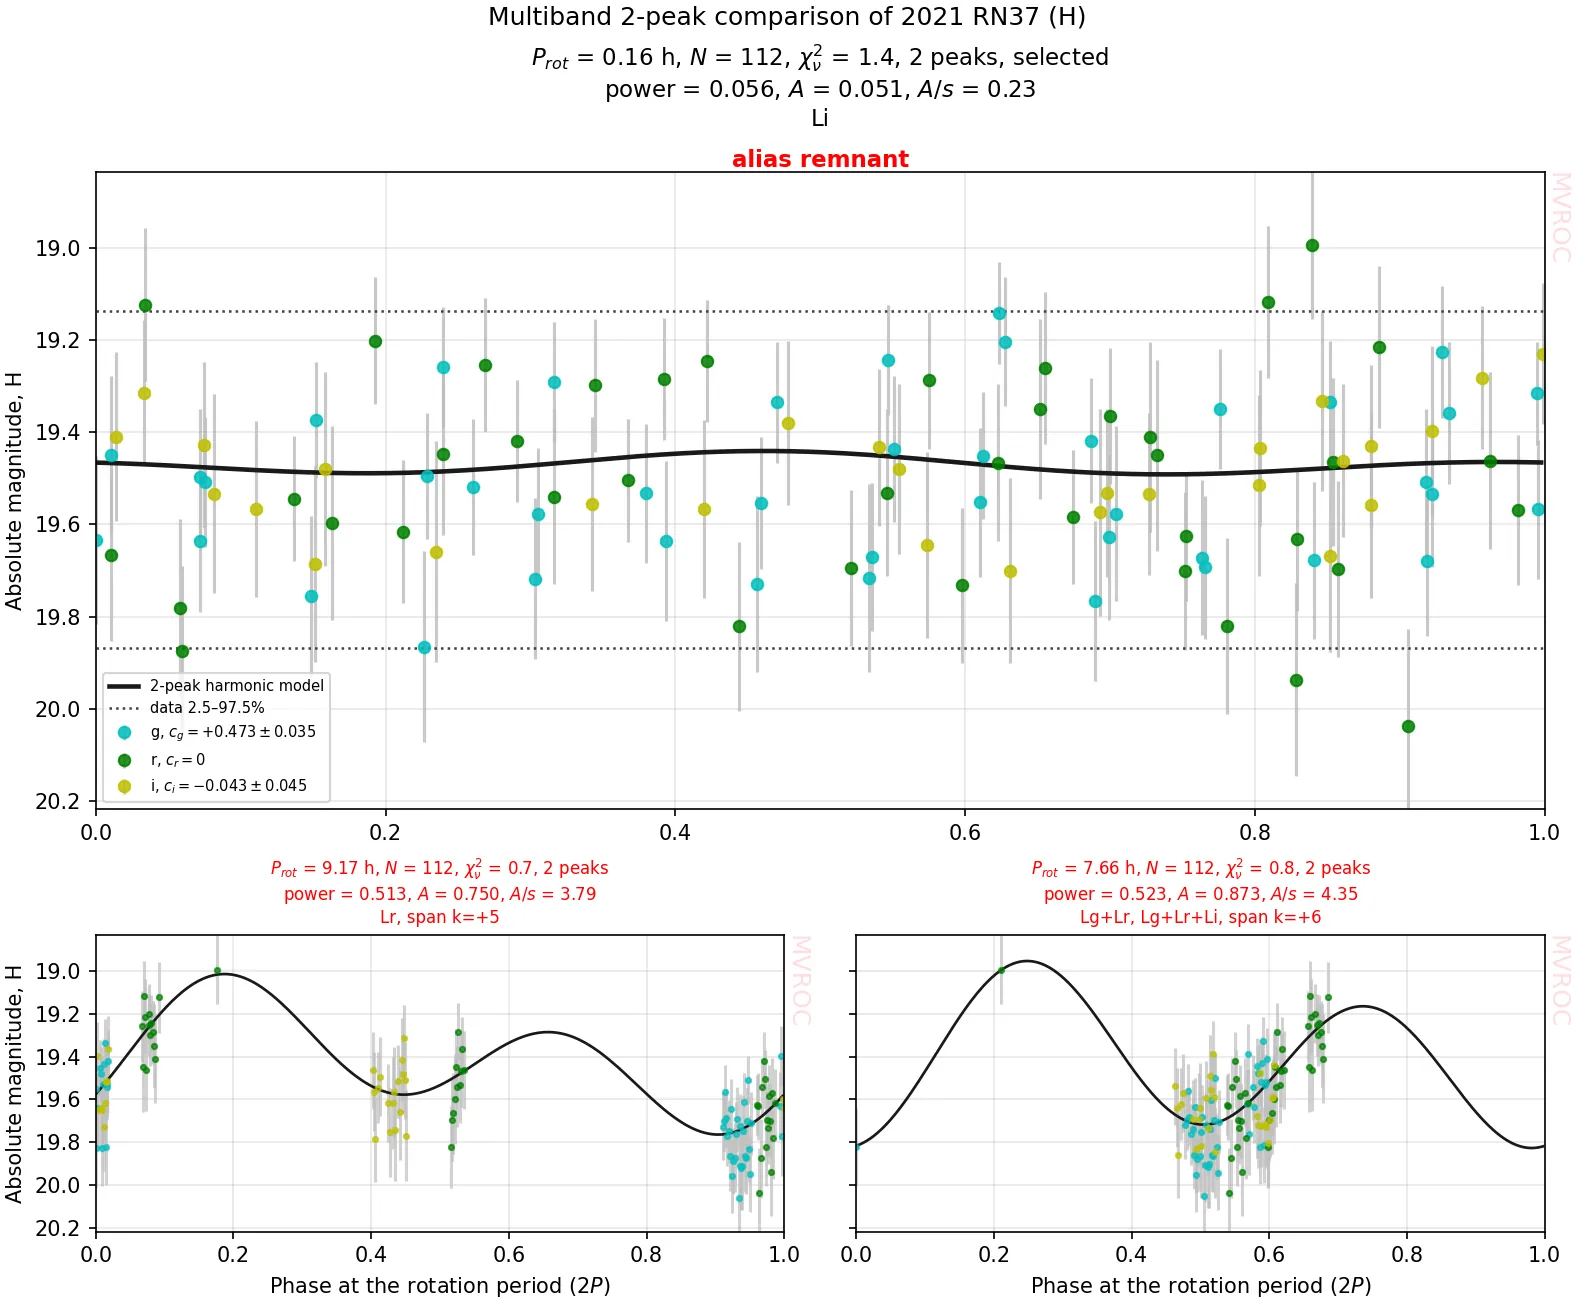 Multiband 2-peak comparison of 2021 RN37 (H)
P_rot = 0.16 h, N = 112, χ²_ν = 1.4, 2 peaks, selected
power = 0.056, A = 0.051, A/s = 0.23
Li
alias remnant
MVROC
Absolute magnitude, H
19.0
19.2
19.4
19.6
19.8
20.0
20.2
2-peak harmonic model
data 2.5–97.5%
g, c_g = +0.473 ± 0.035
r, c_r = 0
i, c_i = −0.043 ± 0.045
0.0 0.2 0.4 0.6 0.8 1.0
P_rot = 9.17 h, N = 112, χ²_ν = 0.7, 2 peaks
power = 0.513, A = 0.750, A/s = 3.79
Lr, span k=+5
MVROC
Absolute magnitude, H
19.0
19.2
19.4
19.6
19.8
20.0
20.2
0.0 0.2 0.4 0.6 0.8 1.0
Phase at the rotation period (2P)
P_rot = 7.66 h, N = 112, χ²_ν = 0.8, 2 peaks
power = 0.523, A = 0.873, A/s = 4.35
Lg+Lr, Lg+Lr+Li, span k=+6
MVROC
0.0 0.2 0.4 0.6 0.8 1.0
Phase at the rotation period (2P)